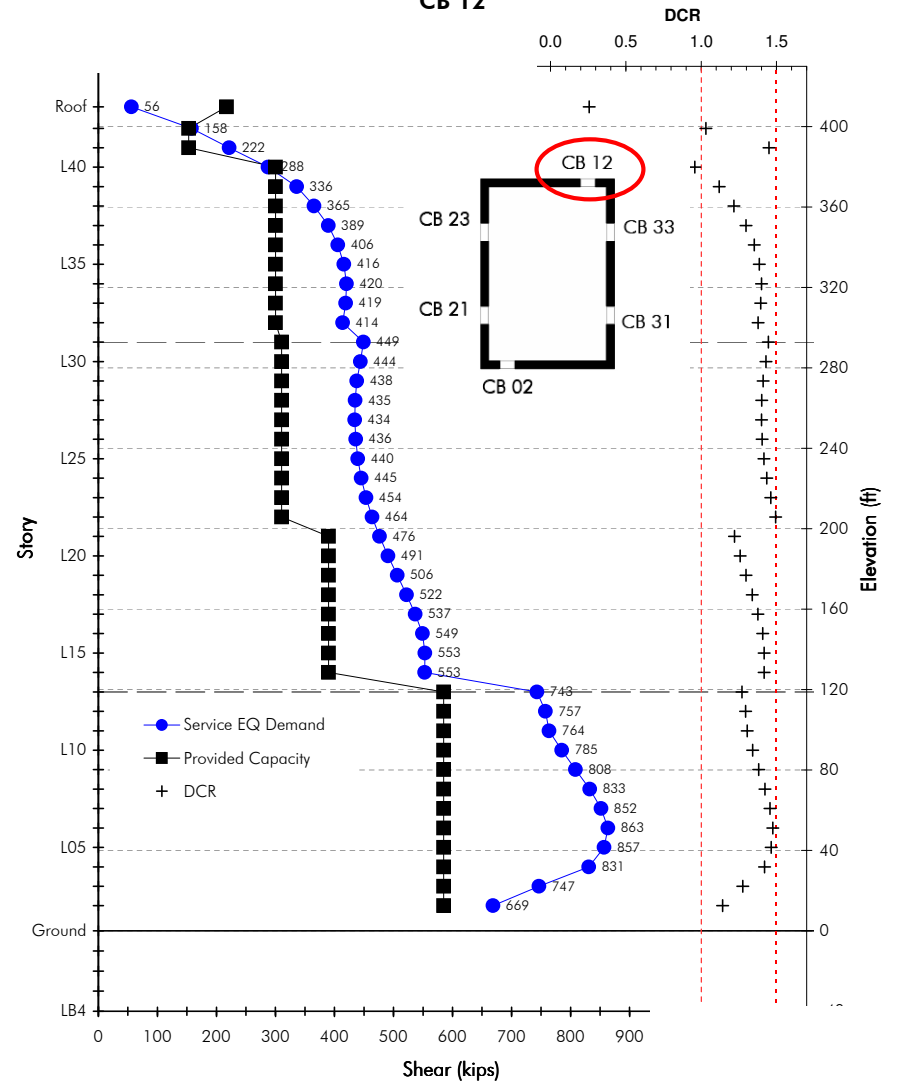 CB 12
DCR
0.0 0.5 1.0 1.5
Roof 56
158 400
222
L40 288
CB 12
336
365 360
389 CB 23 CB 33
406
L35 416
420 320
419 CB 21
414 CB 31
449
L30 444 280
438 CB 02
435
434
436 240
L25 440
445
454
464
476 200
L20 491
506
522
537 160
549
L15 553
553
743 120
757
Service EQ Demand 764
L10 785
Provided Capacity 808 80
DCR 833
852
863
L05 857 40
831
747
669
Ground 0
LB4
0 100 200 300 400 500 600 700 800 900
Shear (kips)
Story
Elevation (ft)